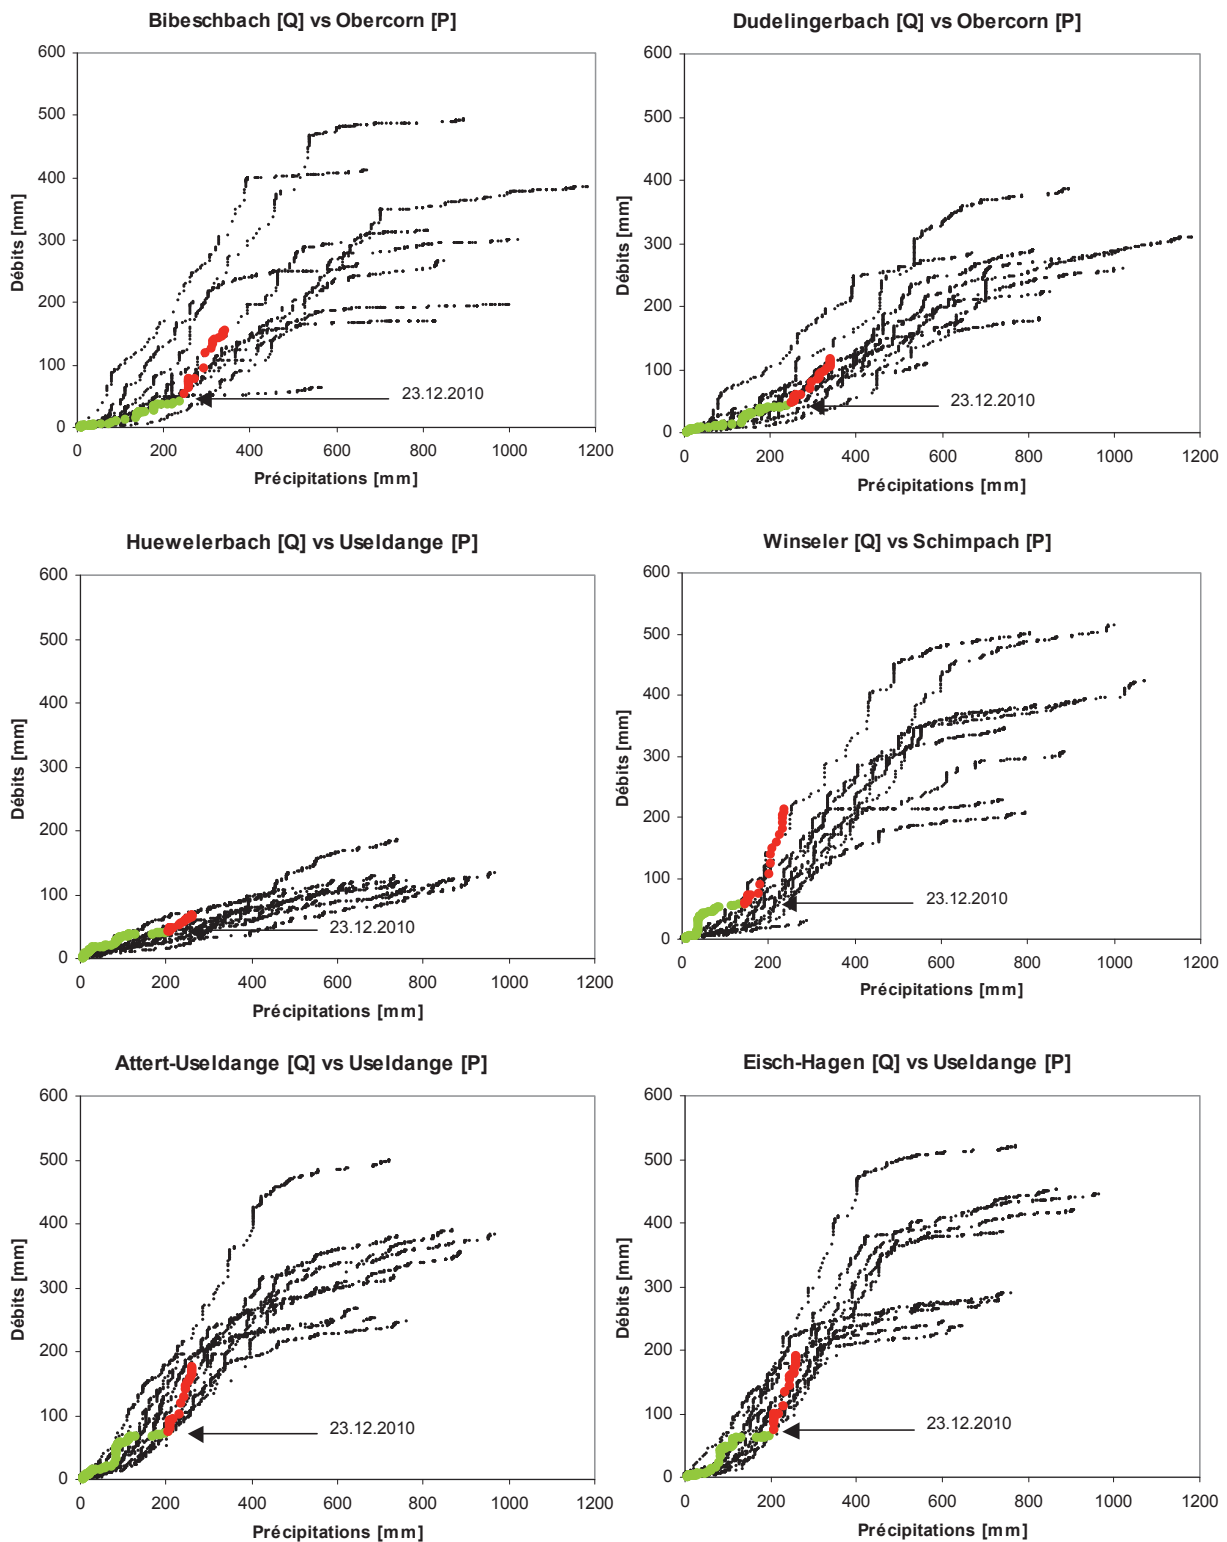 Bibeschbach [Q] vs Obercorn [P]
600
500
400
300
200
100
0
Débits [mm]
23.12.2010
0 200 400 600 800 1000 1200
Précipitations [mm]
Dudelingerbach [Q] vs Obercorn [P]
600
500
400
300
200
100
0
Débits [mm]
23.12.2010
0 200 400 600 800 1000 1200
Précipitations [mm]
Huewelerbach [Q] vs Useldange [P]
600
500
400
300
200
100
0
Débits [mm]
23.12.2010
0 200 400 600 800 1000 1200
Précipitations [mm]
Winseler [Q] vs Schimpach [P]
600
500
400
300
200
100
0
Débits [mm]
23.12.2010
0 200 400 600 800 1000 1200
Précipitations [mm]
Attert-Useldange [Q] vs Useldange [P]
600
500
400
300
200
100
0
Débits [mm]
23.12.2010
0 200 400 600 800 1000 1200
Précipitations [mm]
Eisch-Hagen [Q] vs Useldange [P]
600
500
400
300
200
100
0
Débits [mm]
23.12.2010
0 200 400 600 800 1000 1200
Précipitations [mm]